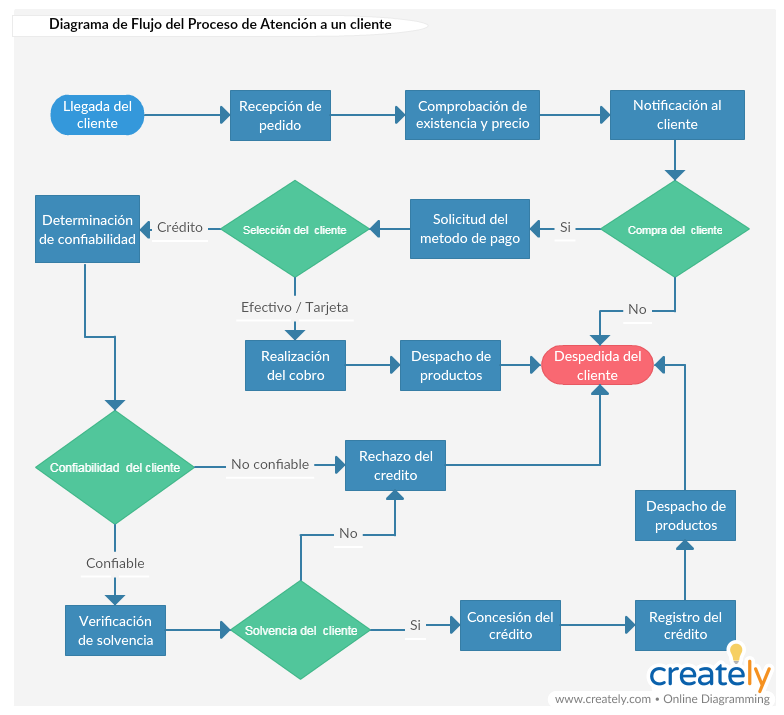 Diagrama de Flujo del Proceso de Atención a un cliente
Llegada del
cliente
Recepción de
pedido
Comprobación de
existencia y precio
Notificación al
cliente
Determinación
de confiabilidad
Crédito
Selección del cliente
Solicitud del
metodo de pago
Si
Compra del cliente
Efectivo / Tarjeta
No
Realización
del cobro
Despacho de
productos
Despedida del
cliente
Confiabilidad del cliente
No confiable
Rechazo del
credito
Despacho de
productos
Confiable
No
Verificación
de solvencia
Solvencia del cliente
Si
Concesión del
crédito
Registro del
crédito
creately
www.creately.com • Online Diagramming